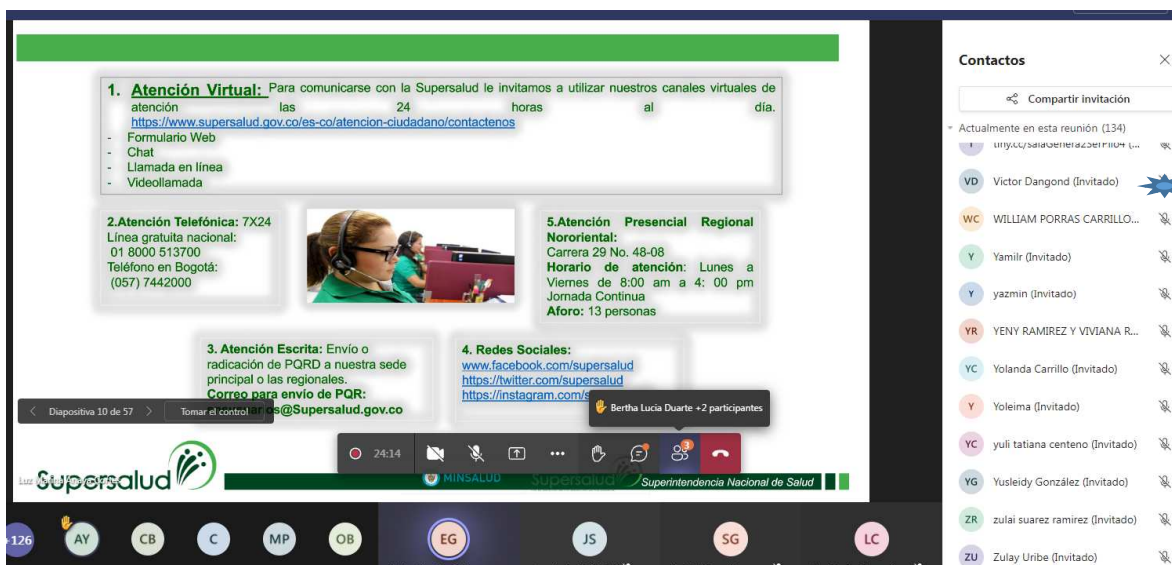 1. Atención Virtual: Para comunicarse con la Supersalud le invitamos a utilizar nuestros canales virtuales de
atención las 24 horas al día.
https://www.supersalud.gov.co/es-co/atencion-ciudadano/contactenos
- Formulario Web
- Chat
- Llamada en línea
- Videollamada
2.Atención Telefónica: 7X24
Línea gratuita nacional:
01 8000 513700
Teléfono en Bogotá:
(057) 7442000
5.Atención Presencial Regional
Nororiental:
Carrera 29 No. 48-08
Horario de atención: Lunes a
Viernes de 8:00 am a 4: 00 pm
Jornada Continua
Aforo: 13 personas
3. Atención Escrita: Envío o
radicación de PQRD a nuestra sede
principal o las regionales.
Correo para envío de PQR:
@Supersalud.gov.co
4. Redes Sociales:
www.facebook.com/supersalud
https://twitter.com/supersalud
https://instagram.com/s
Bertha Lucia Duarte +2 participantes
Diapositiva 10 de 57
Tomar el control
24:14
3
Supersalud
MINSALUD
Supersalud
Superintendencia Nacional de Salud
+126
AY
CB
C
MP
OB
EG
JS
SG
LC
Contactos
Compartir invitación
Actualmente en esta reunión (134)
VD Victor Dangond (Invitado)
WC WILLIAM PORRAS CARRILLO...
Y Yamilr (Invitado)
Y yazmin (Invitado)
YR YENY RAMIREZ Y VIVIANA R...
YC Yolanda Carrillo (Invitado)
Y Yoleima (Invitado)
YC yuli tatiana centeno (Invitado)
YG Yusleidy González (Invitado)
ZR zulai suarez ramirez (Invitado)
ZU Zulay Uribe (Invitado)